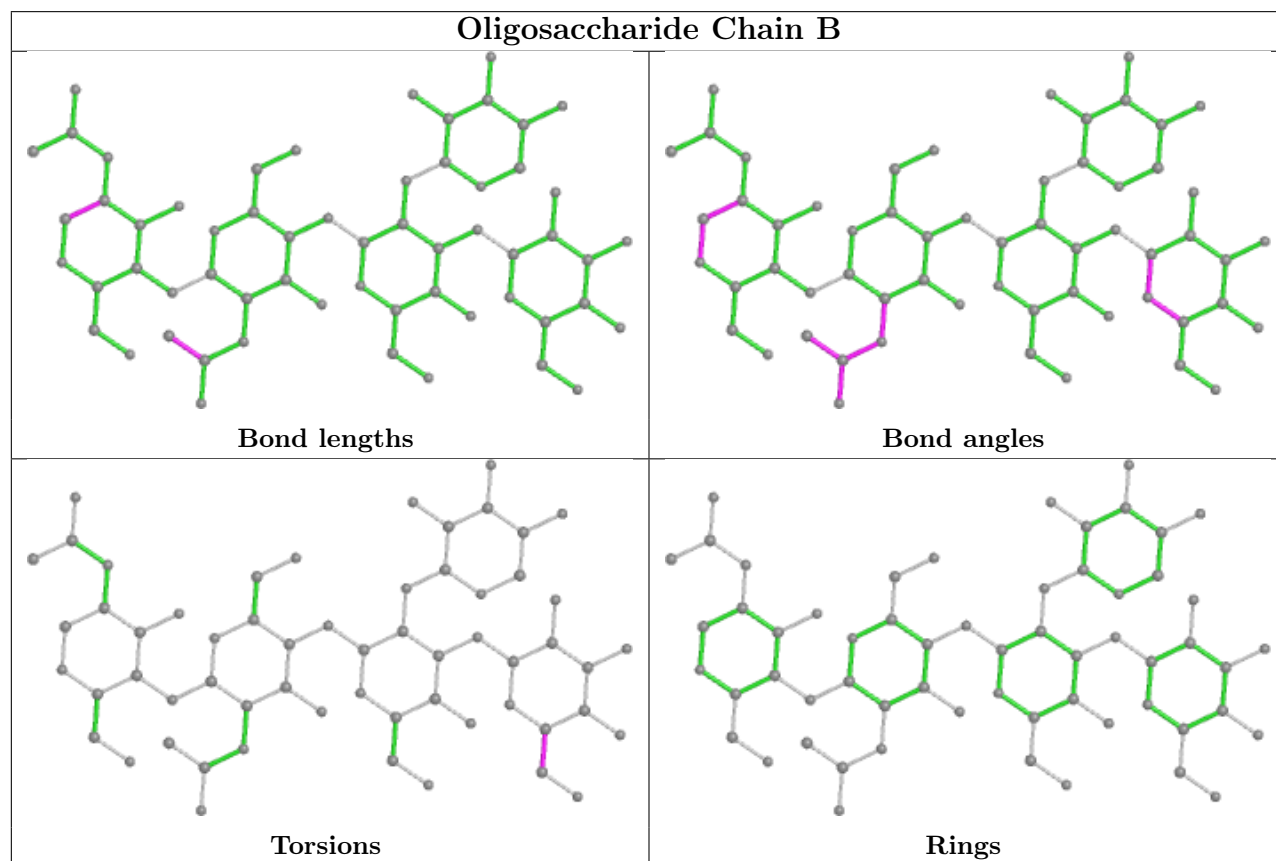 Oligosaccharide Chain B
Bond lengths
Bond angles
Torsions
Rings